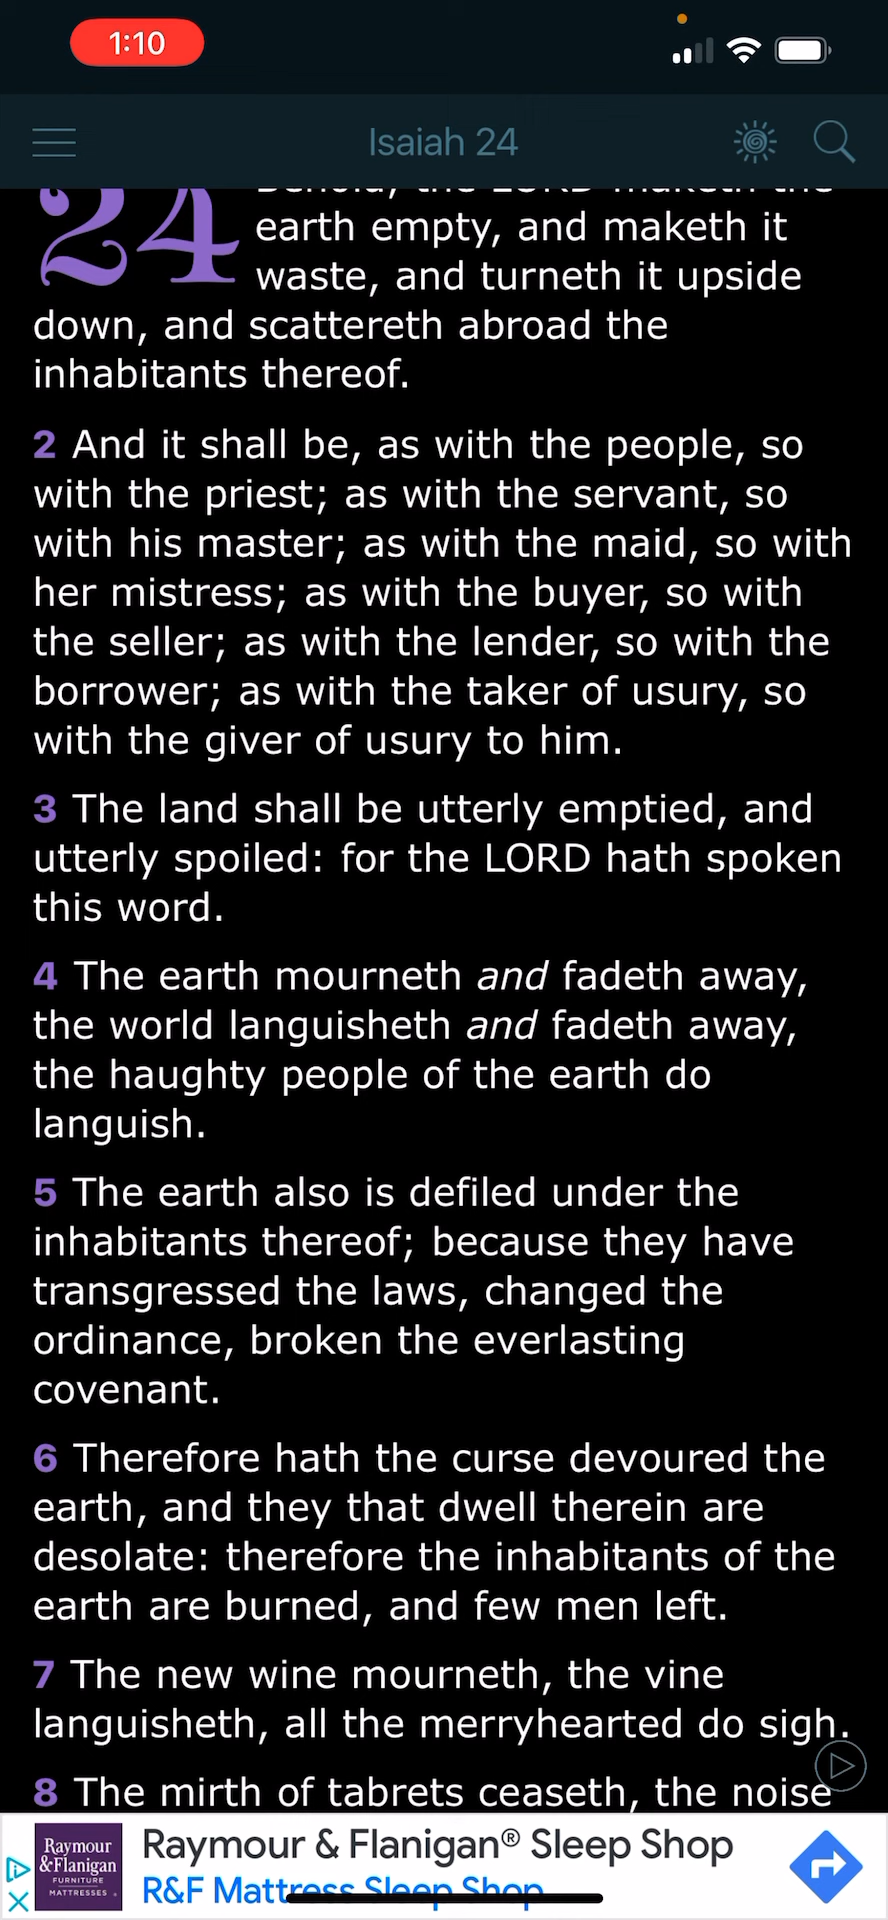 1:10
Isaiah 24
24 Behold, the LORD maketh the
earth empty, and maketh it
waste, and turneth it upside
down, and scattereth abroad the
inhabitants thereof.
2 And it shall be, as with the people, so
with the priest; as with the servant, so
with his master; as with the maid, so with
her mistress; as with the buyer, so with
the seller; as with the lender, so with the
borrower; as with the taker of usury, so
with the giver of usury to him.
3 The land shall be utterly emptied, and
utterly spoiled: for the LORD hath spoken
this word.
4 The earth mourneth and fadeth away,
the world languisheth and fadeth away,
the haughty people of the earth do
languish.
5 The earth also is defiled under the
inhabitants thereof; because they have
transgressed the laws, changed the
ordinance, broken the everlasting
covenant.
6 Therefore hath the curse devoured the
earth, and they that dwell therein are
desolate: therefore the inhabitants of the
earth are burned, and few men left.
7 The new wine mourneth, the vine
languisheth, all the merryhearted do sigh.
8 The mirth of tabrets ceaseth, the noise
Raymour
&Flanigan
FURNITURE
MATTRESSES
Raymour & Flanigan® Sleep Shop
R&F Mattress Sleep Shop